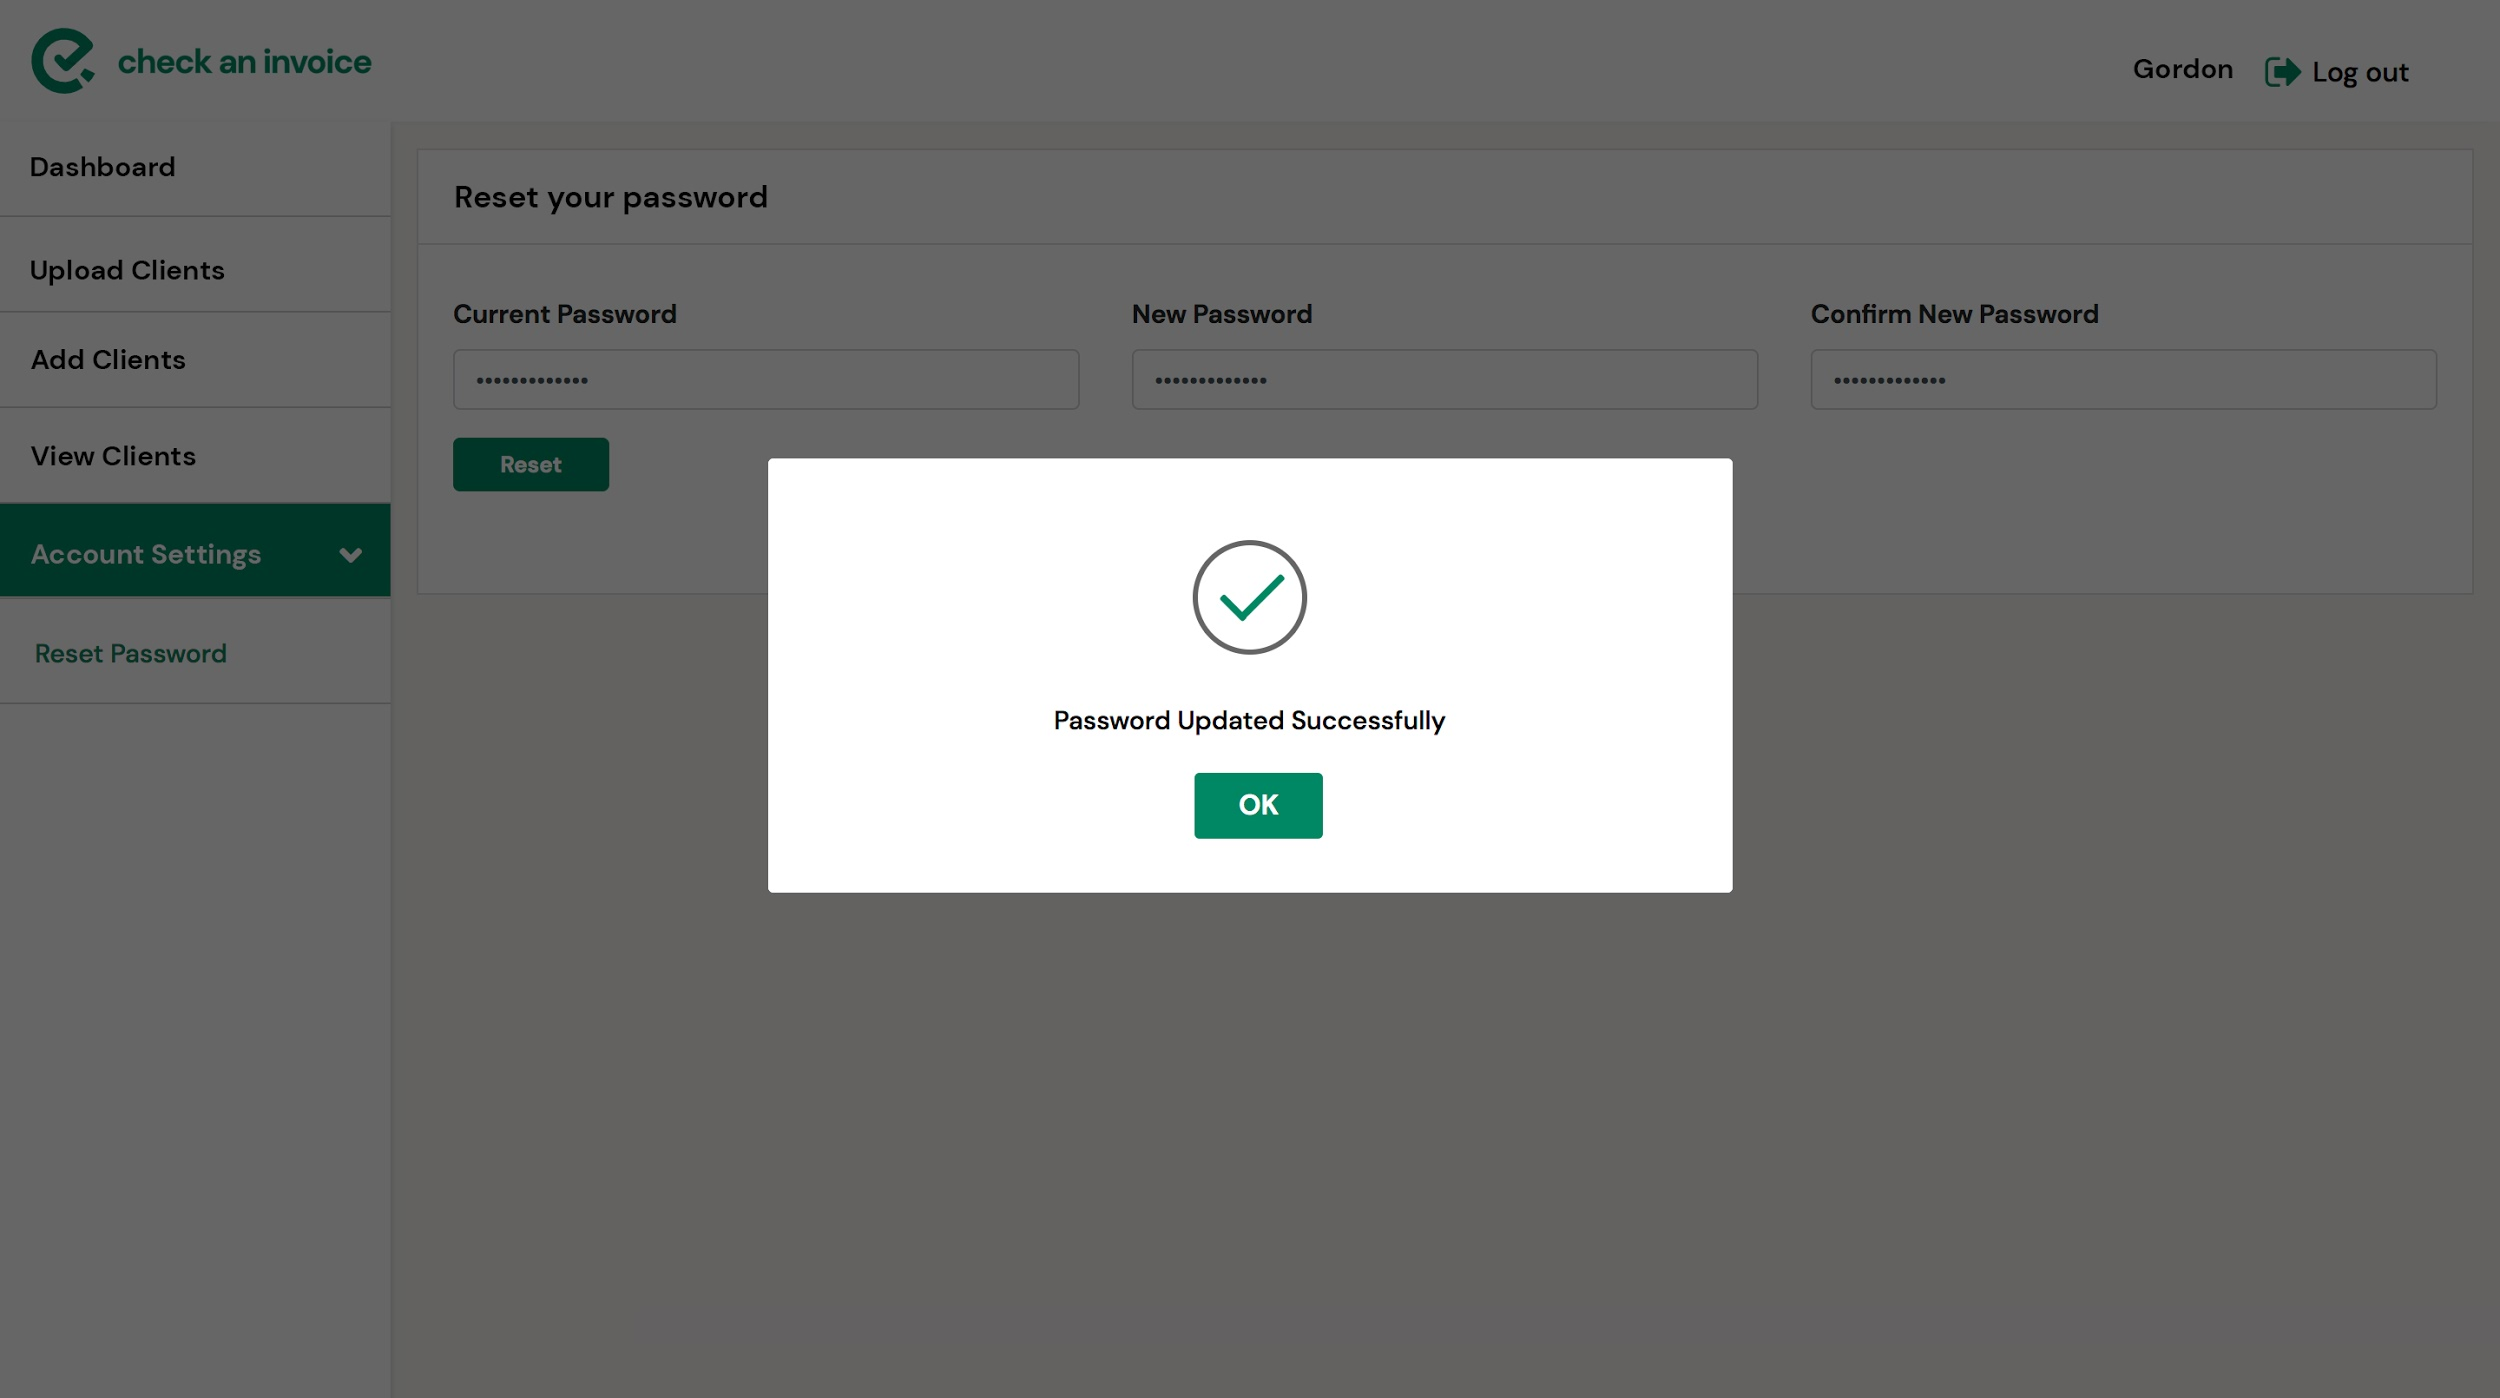 check an invoice
Gordon
Log out
Dashboard
Upload Clients
Add Clients
View Clients
Account Settings
Reset Password
Reset your password
Current Password
New Password
Confirm New Password
•••••••••••••
•••••••••••••
•••••••••••••
Reset
Password Updated Successfully
OK